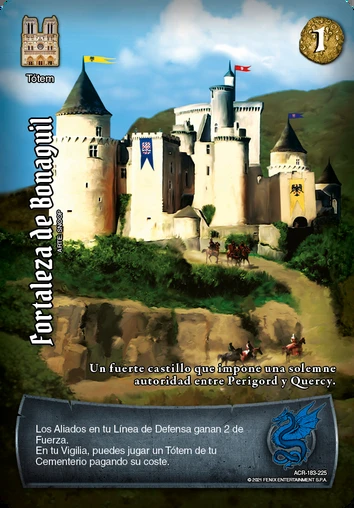 1
Tótem
Fortaleza de Bonaguil
ARTE: SNOOP
Un fuerte castillo que impone una solemne
autoridad entre Perigord y Quercy.
Los Aliados en tu Línea de Defensa ganan 2 de
Fuerza.
En tu Vigilia, puedes jugar un Tótem de tu
Cementerio pagando su coste.
ACR-183-225
© 2021 FENIX ENTERTAINMENT S.P.A.